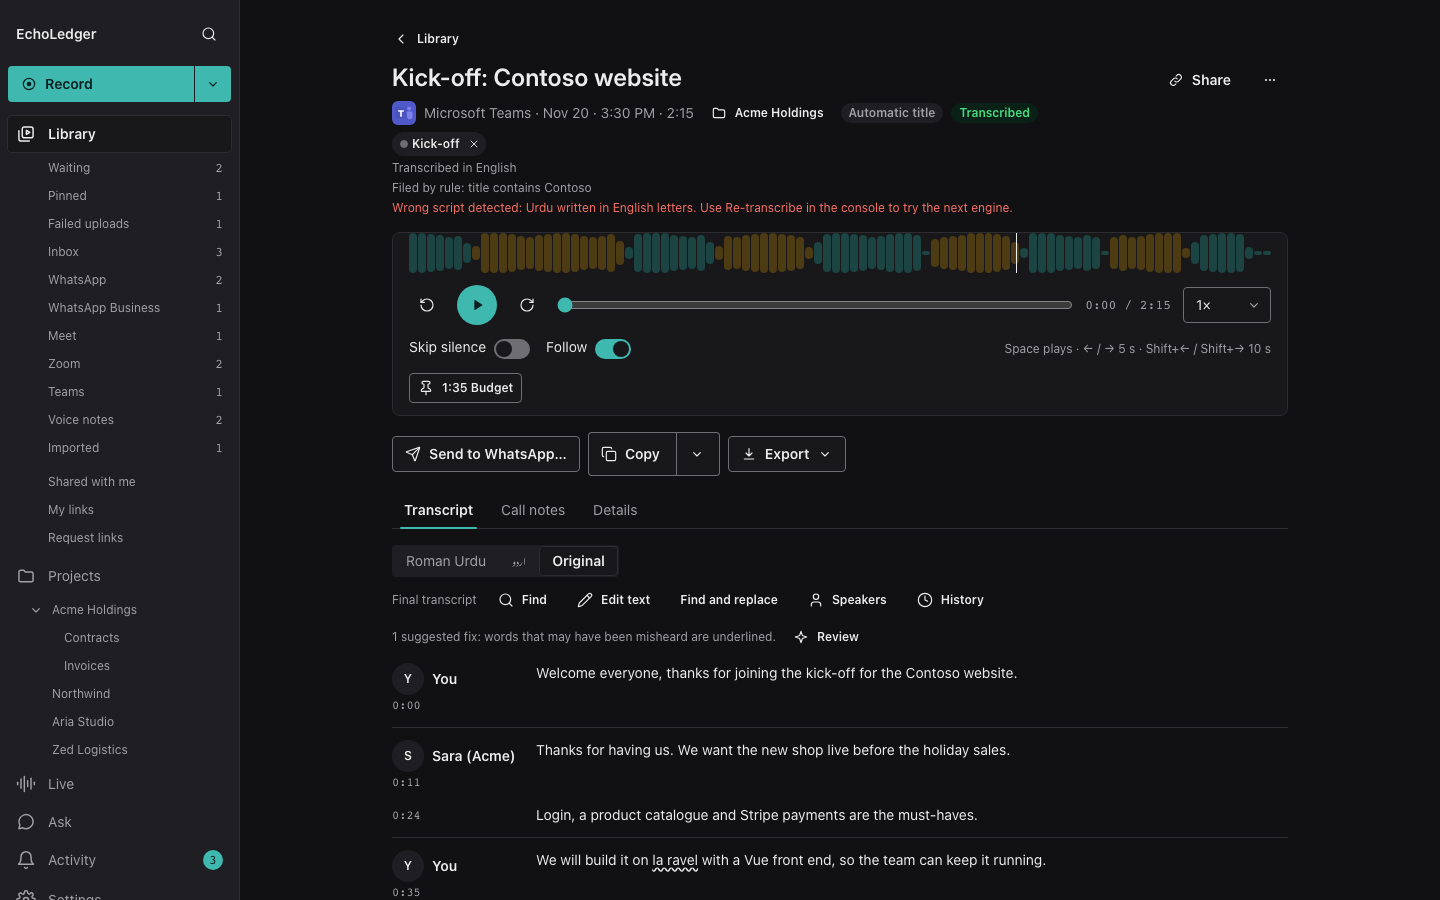 EchoLedger
Record
Library
Waiting 2
Pinned 1
Failed uploads 1
Inbox 3
WhatsApp 2
WhatsApp Business 1
Meet 1
Zoom 2
Teams 1
Voice notes 2
Imported 1
Shared with me
My links
Request links
Projects
Acme Holdings
Contracts
Invoices
Northwind
Aria Studio
Zed Logistics
Live
Ask
Activity 3
Settings
Library
Kick-off: Contoso website
Share
Microsoft Teams · Nov 20 · 3:30 PM · 2:15 Acme Holdings Automatic title Transcribed
Kick-off
Transcribed in English
Filed by rule: title contains Contoso
Wrong script detected: Urdu written in English letters. Use Re-transcribe in the console to try the next engine.
0:00 / 2:15 1x
Skip silence Follow Space plays · ← / → 5 s · Shift+← / Shift+→ 10 s
1:35 Budget
Send to WhatsApp... Copy Export
Transcript Call notes Details
Roman Urdu Original
Final transcript Find Edit text Find and replace Speakers History
1 suggested fix: words that may have been misheard are underlined. Review
Y You Welcome everyone, thanks for joining the kick-off for the Contoso website.
0:00
S Sara (Acme) Thanks for having us. We want the new shop live before the holiday sales.
0:11
0:24 Login, a product catalogue and Stripe payments are the must-haves.
Y You We will build it on la ravel with a Vue front end, so the team can keep it running.
0:35